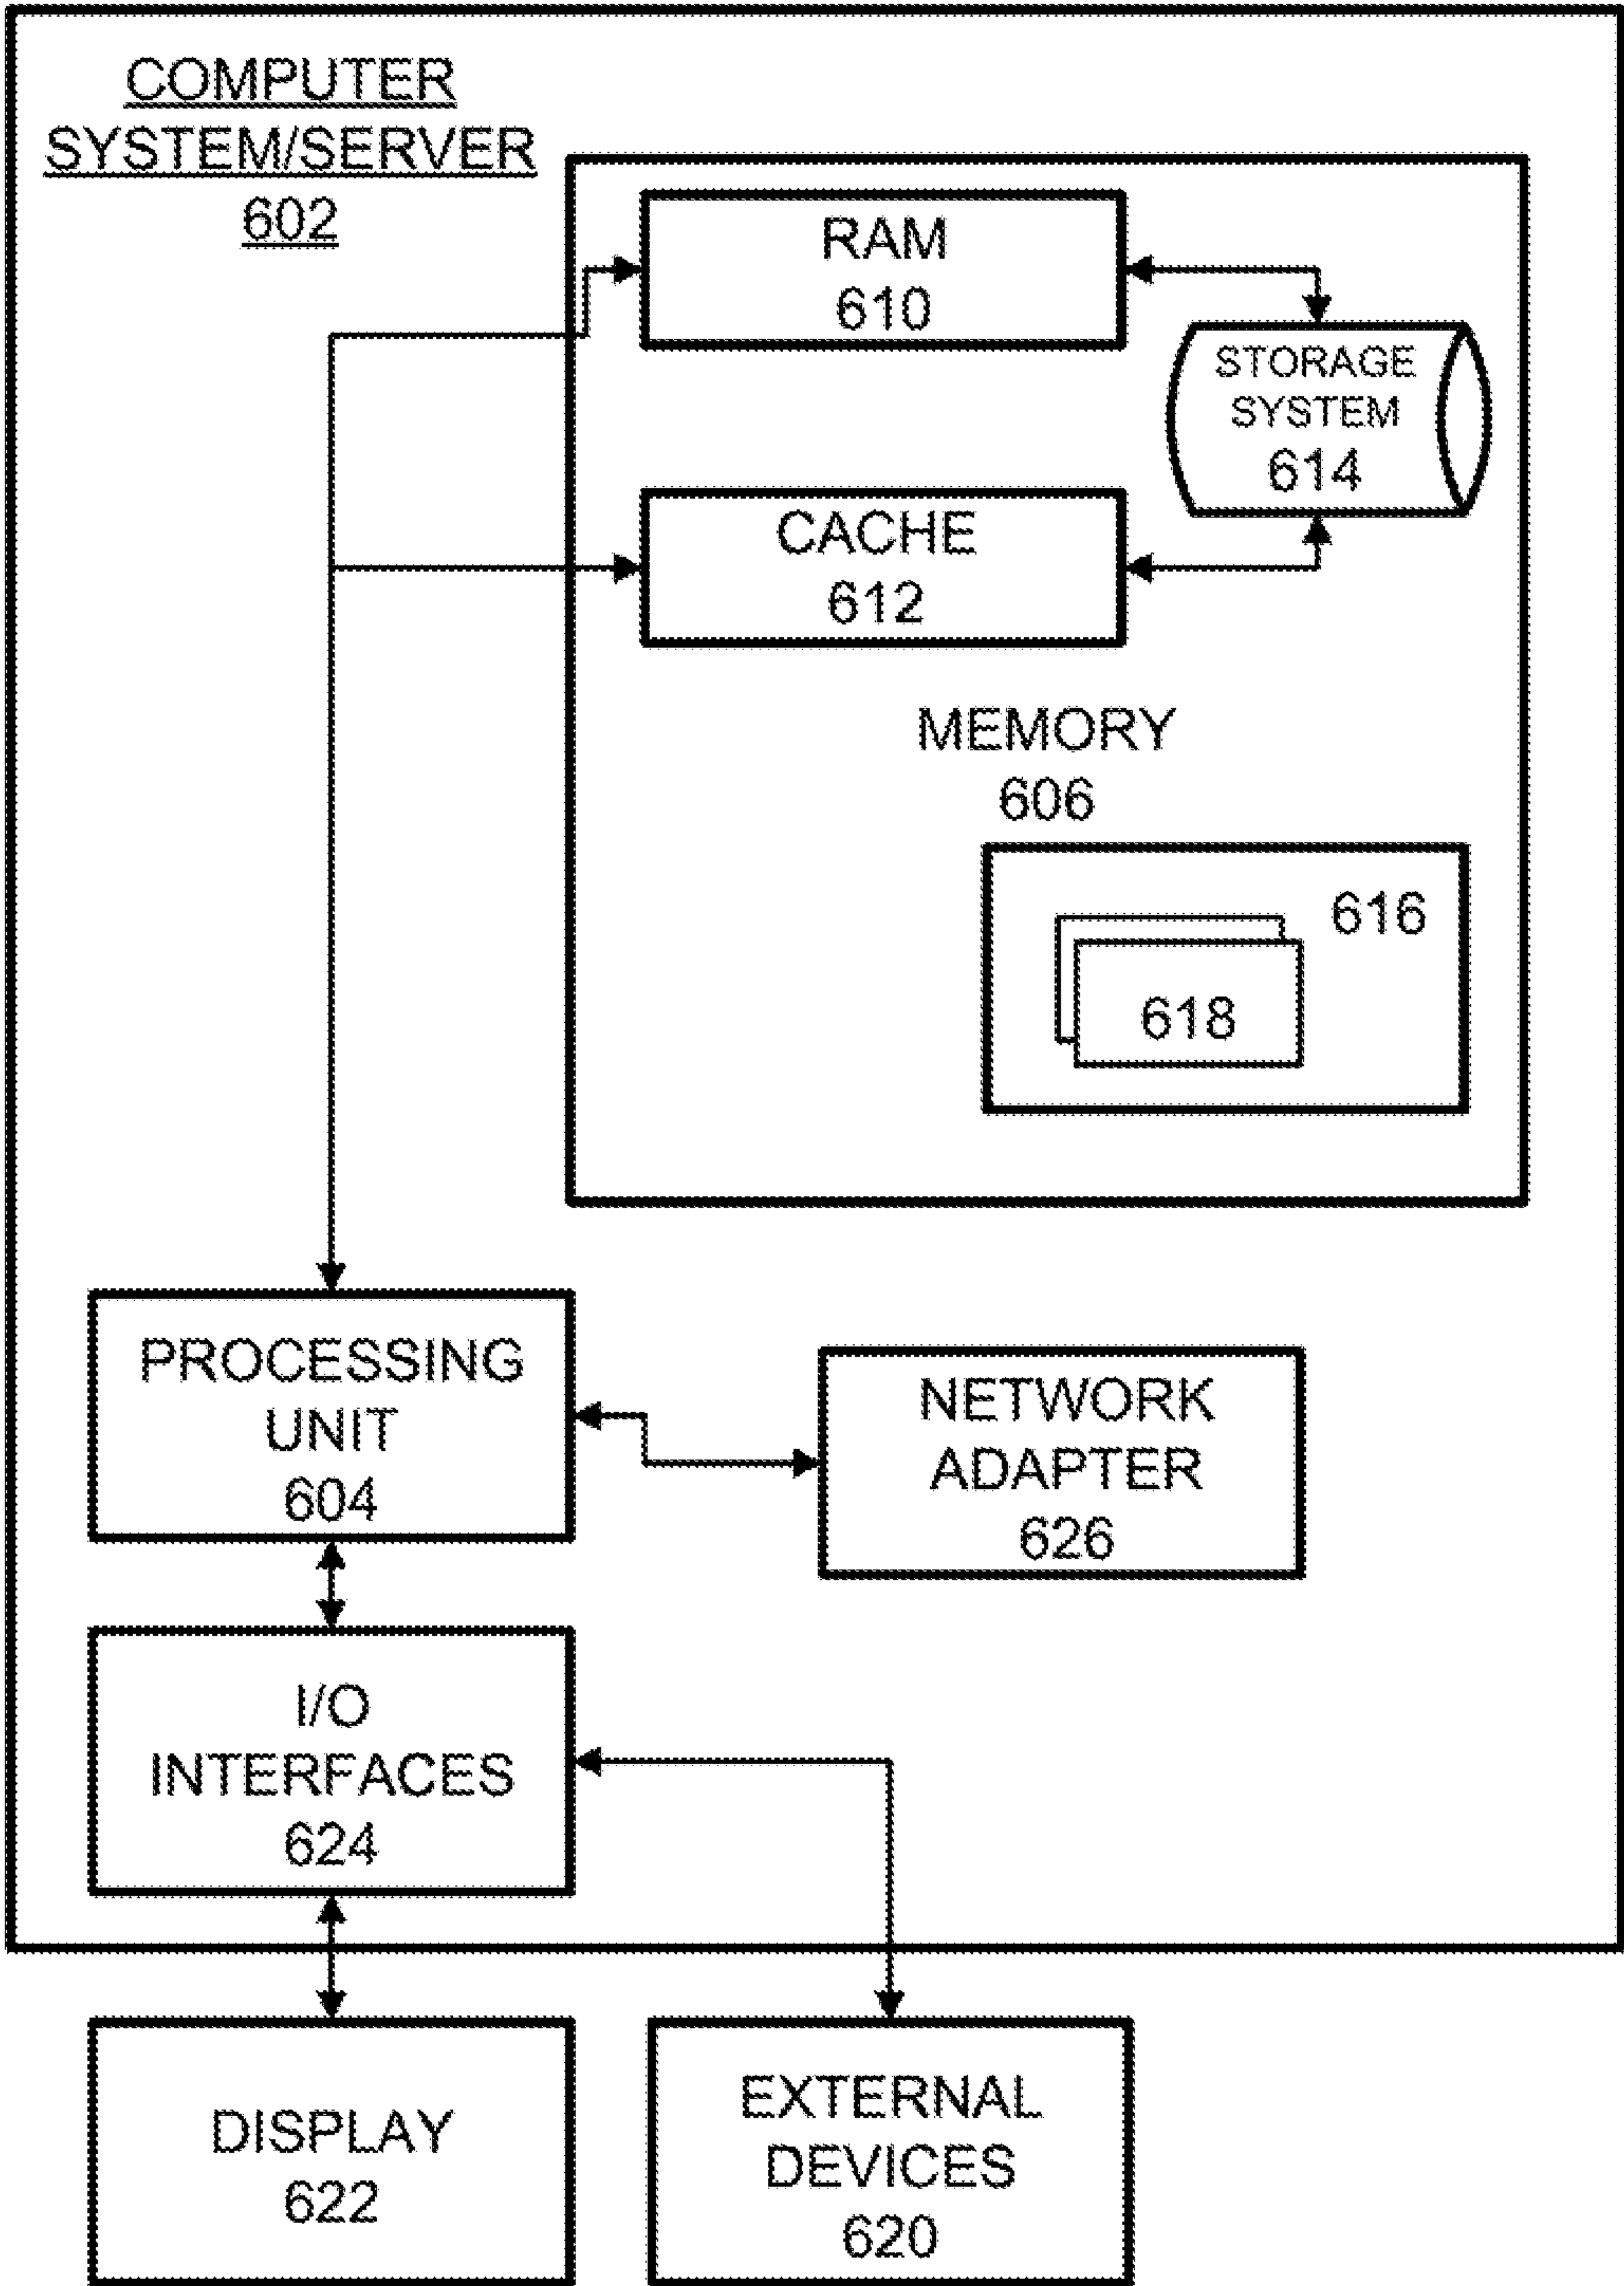 COMPUTER
SYSTEM/SERVER
602
RAM
610
STORAGE
SYSTEM
614
CACHE
612
MEMORY
606
616
618
PROCESSING
UNIT
604
NETWORK
ADAPTER
626
I/O
INTERFACES
624
DISPLAY
622
EXTERNAL
DEVICES
620